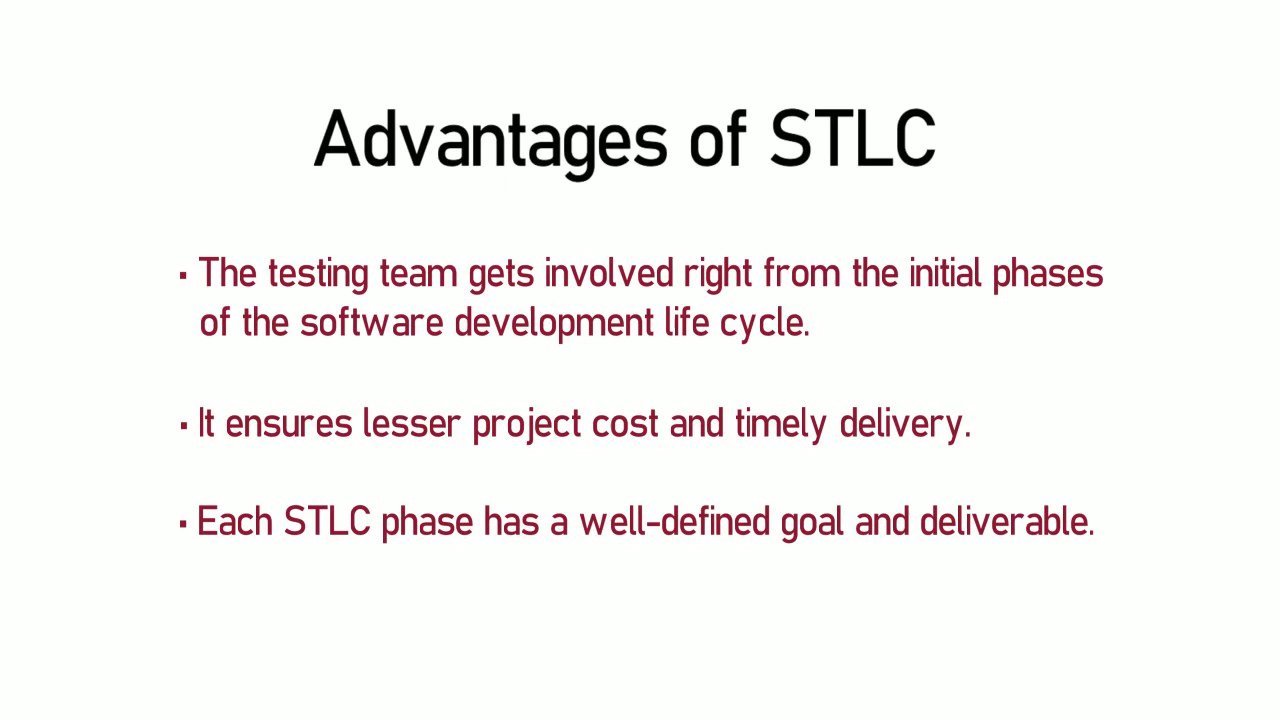 Advantages of STLC
▪ The testing team gets involved right from the initial phases
of the software development life cycle.
▪ It ensures lesser project cost and timely delivery.
▪ Each STLC phase has a well-defined goal and deliverable.